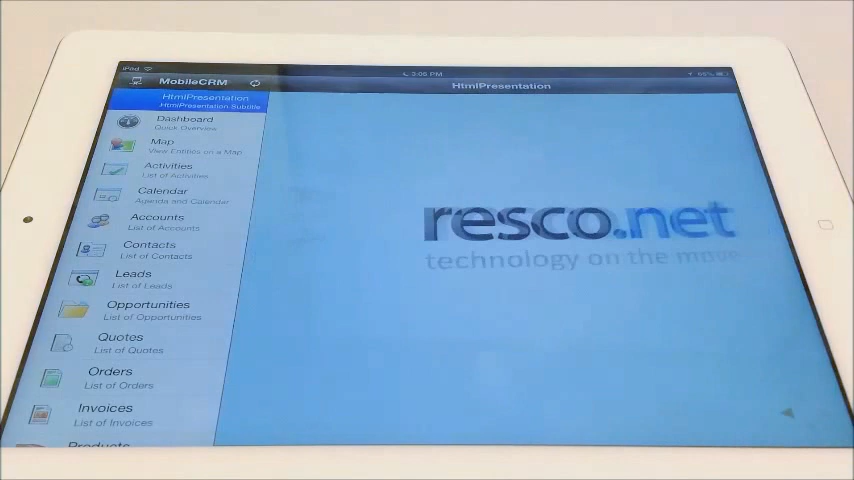 iPad
3:05 PM
MobileCRM
HtmlPresentation
HtmlPresentation
HtmlPresentation Subtitle
Dashboard
Quick Overview
Map
View Entities on a Map
Activities
List of Activities
Calendar
Agenda and Calendar
Accounts
List of Accounts
Contacts
List of Contacts
Leads
List of Leads
Opportunities
List of Opportunities
Quotes
List of Quotes
Orders
List of Orders
Invoices
List of Invoices
Products
resco.net
technology on the move